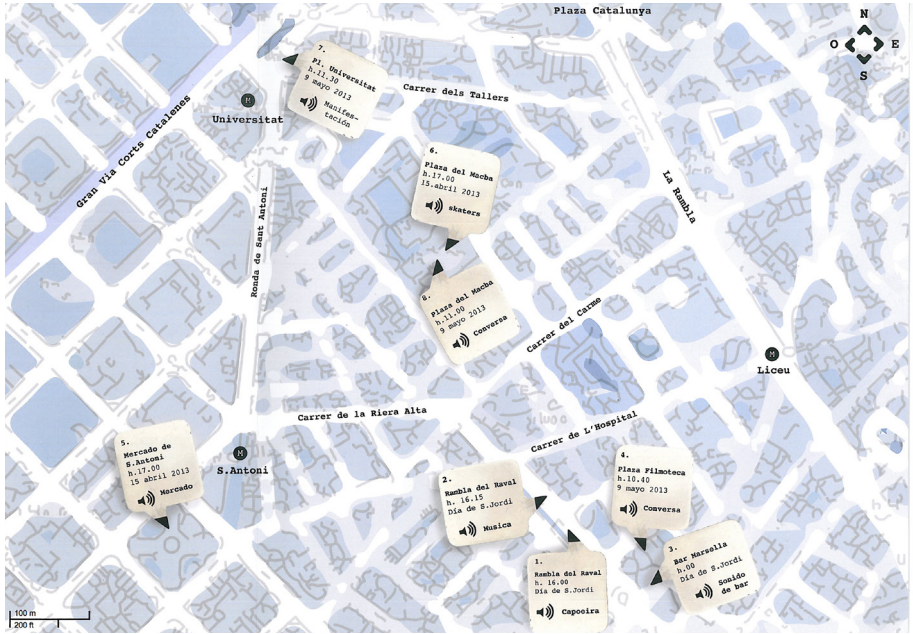 Plaza Catalunya
N
O E
S
7.
Pl. Universitat
h.11.30
9 mayo 2013
Manifes-
tación
Carrer dels Tallers
M
Universitat
Gran Via Corts Catalenes
6.
Plaza del Macba
h.17.00
15.abril 2013
skaters
La Rambla
Ronda de Sant Antoni
8.
Plaza del Macba
h.11.00
9 mayo 2013
Conversa
Carrer del Carme
M
Liceu
Carrer de la Riera Alta
Carrer de L'Hospital
5.
Mercado de
S.Antoni
h.17.00
15 abril 2013
Mercado
M
S.Antoni
2.
Rambla del Raval
h. 16.15
Día de S.Jordi
Musica
4.
Plaza Filmoteca
h.10.40
9 mayo 2013
Conversa
3.
Bar Marsella
h.00
Día de S.Jordi
Sonido
de bar
1.
Rambla del Raval
h. 16.00
Día de S.Jordi
Capoeira
100 m
200 ft